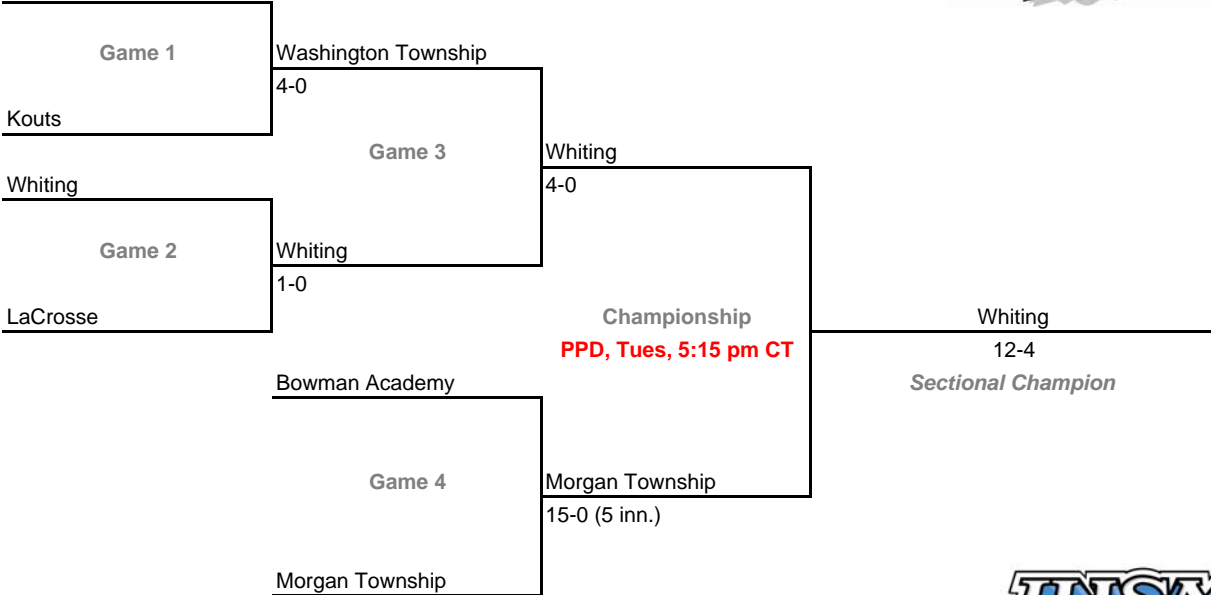 Game 1
Washington Township
4-0
Kouts
Game 3
Whiting
Whiting
4-0
Game 2
Whiting
1-0
LaCrosse
Championship
Whiting
PPD, Tues, 5:15 pm CT
12-4
Bowman Academy
Sectional Champion
Game 4
Morgan Township
15-0 (5 inn.)
Morgan Township